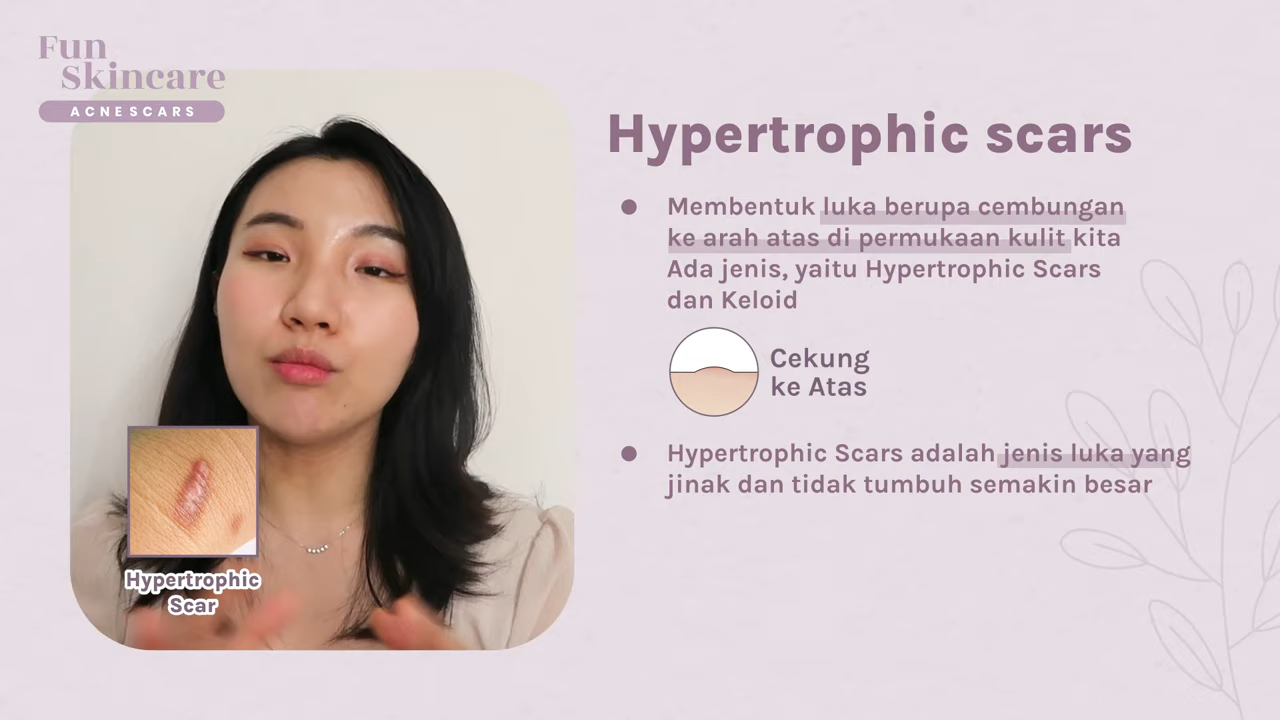 Fun
Skincare
ACNE SCARS
Hypertrophic scars
Membentuk luka berupa cembungan
ke arah atas di permukaan kulit kita
Ada jenis, yaitu Hypertrophic Scars
dan Keloid
Cekung
ke Atas
Hypertrophic Scars adalah jenis luka yang
jinak dan tidak tumbuh semakin besar
Hypertrophic
Scar